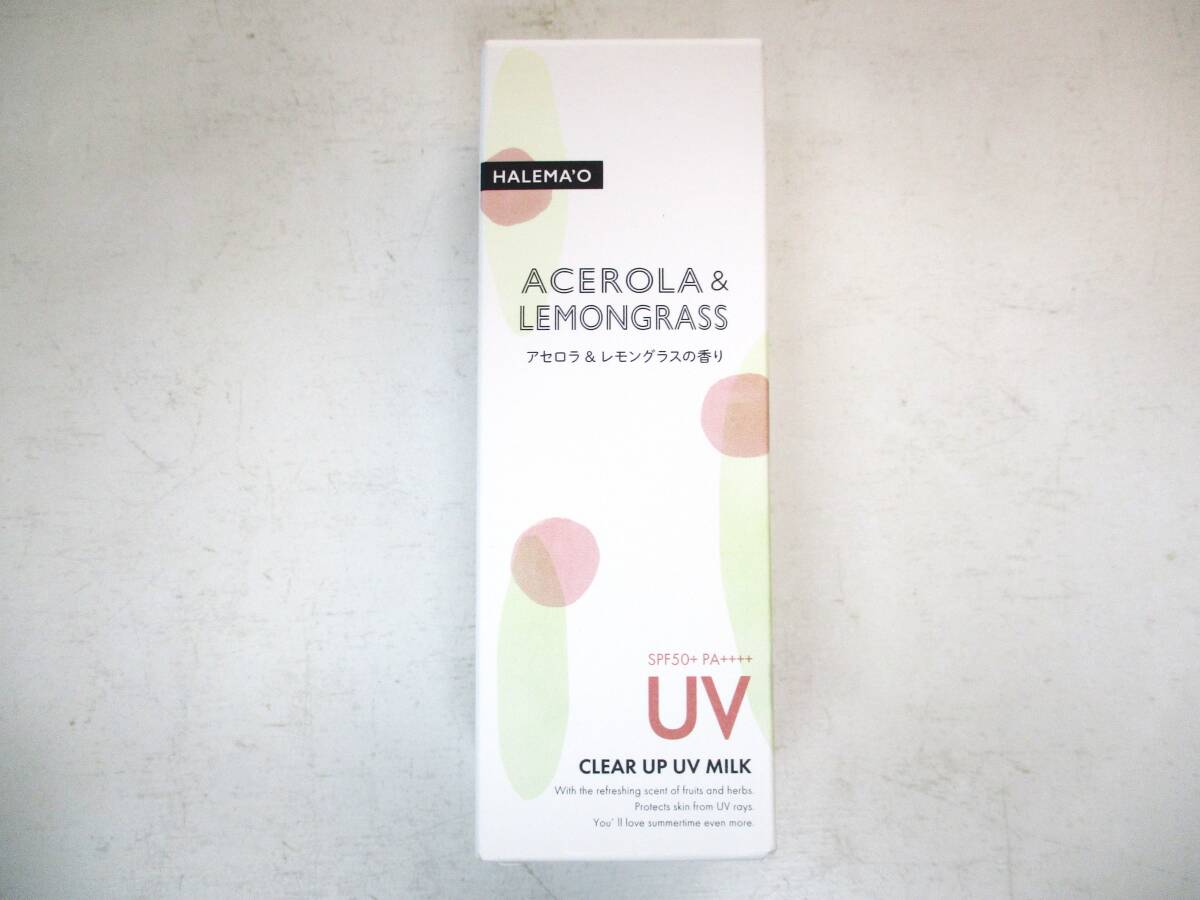 HALEMA'O
ACEROLA &
LEMONGRASS
アセロラ & レモングラスの香り
SPF50+ PA++++
UV
CLEAR UP UV MILK
With the refreshing scent of fruits and herbs.
Protects skin from UV rays.
You' ll love summertime even more.